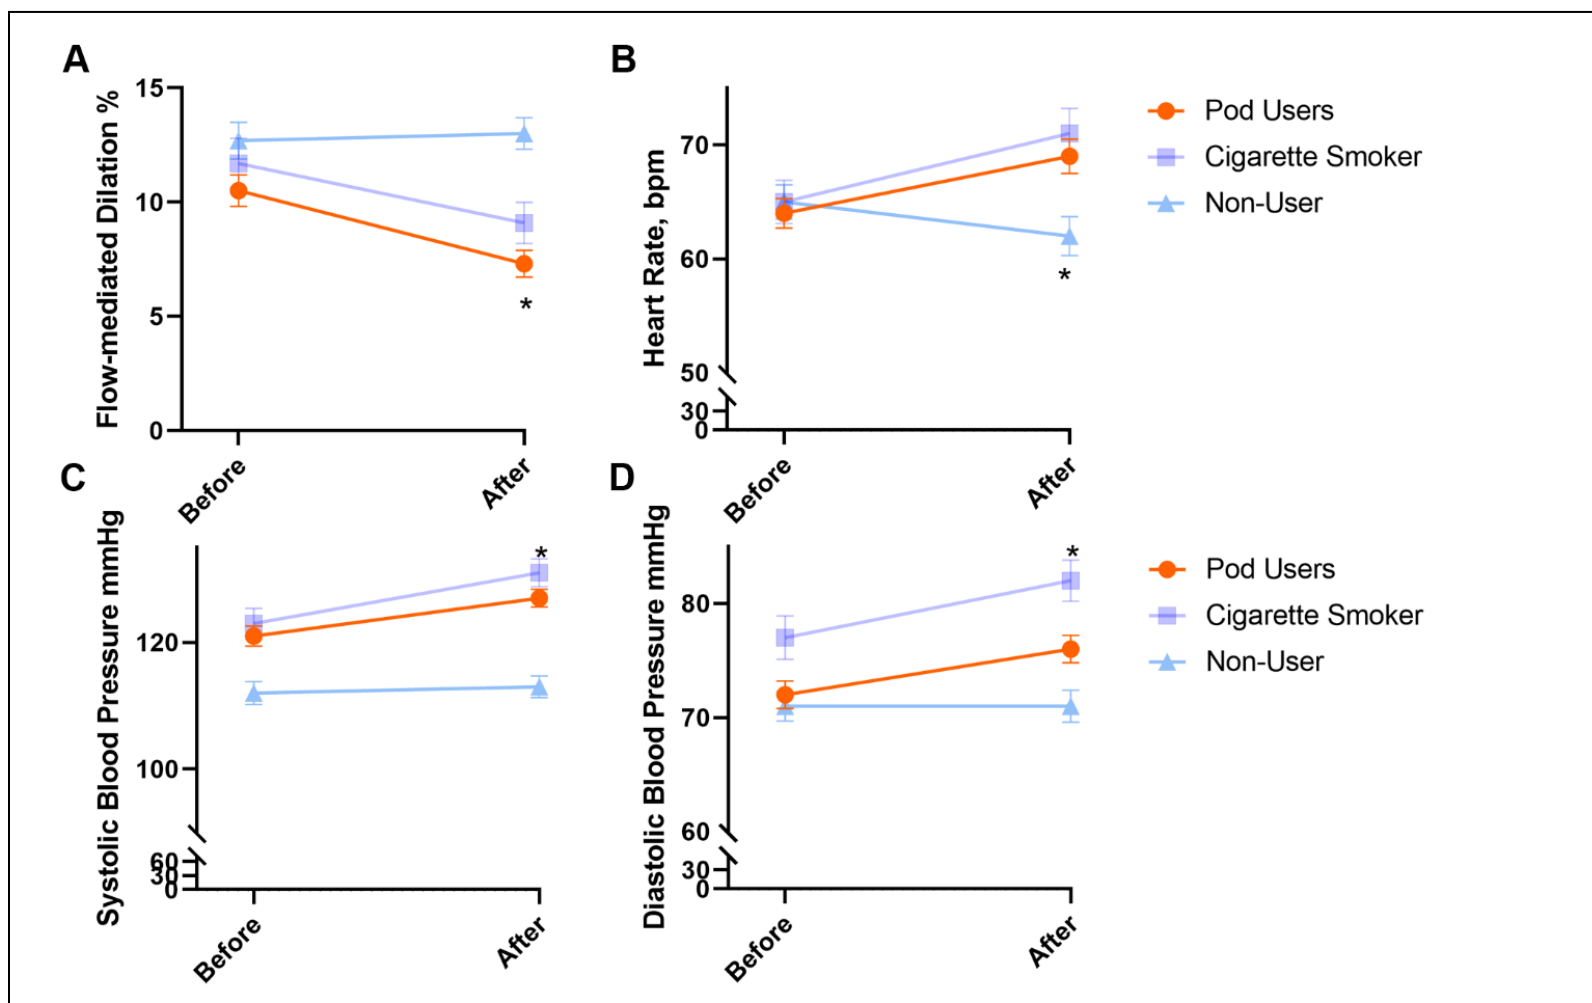 A
Flow-mediated Dilation %
15
10
5
0
Before
After
*
B
Heart Rate, bpm
70
60
50
30
0
Before
After
*
Pod Users
Cigarette Smoker
Non-User
C
Systolic Blood Pressure mmHg
120
100
60
30
0
Before
After
*
D
Diastolic Blood Pressure mmHg
80
70
60
30
0
Before
After
*
Pod Users
Cigarette Smoker
Non-User